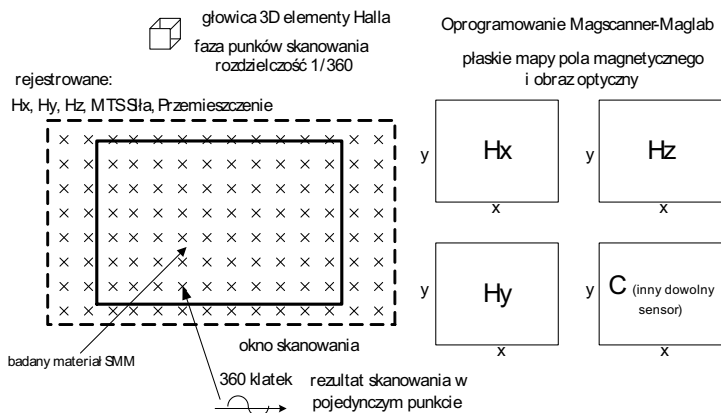 głowica 3D elementy Halla
faza punków skanowania
rozdzielczość 1/360
rejestrowane:
Hx, Hy, Hz, MTS Siła, Przemieszczenie
badany materiał SMM
okno skanowania
360 klatek
rezultat skanowania w
pojedynczym punkcie
Oprogramowanie Magscanner-Maglab
płaskie mapy pola magnetycznego
i obraz optyczny
y
Hx
x
y
Hz
x
y
Hy
x
y
C (inny dowolny
sensor)
x